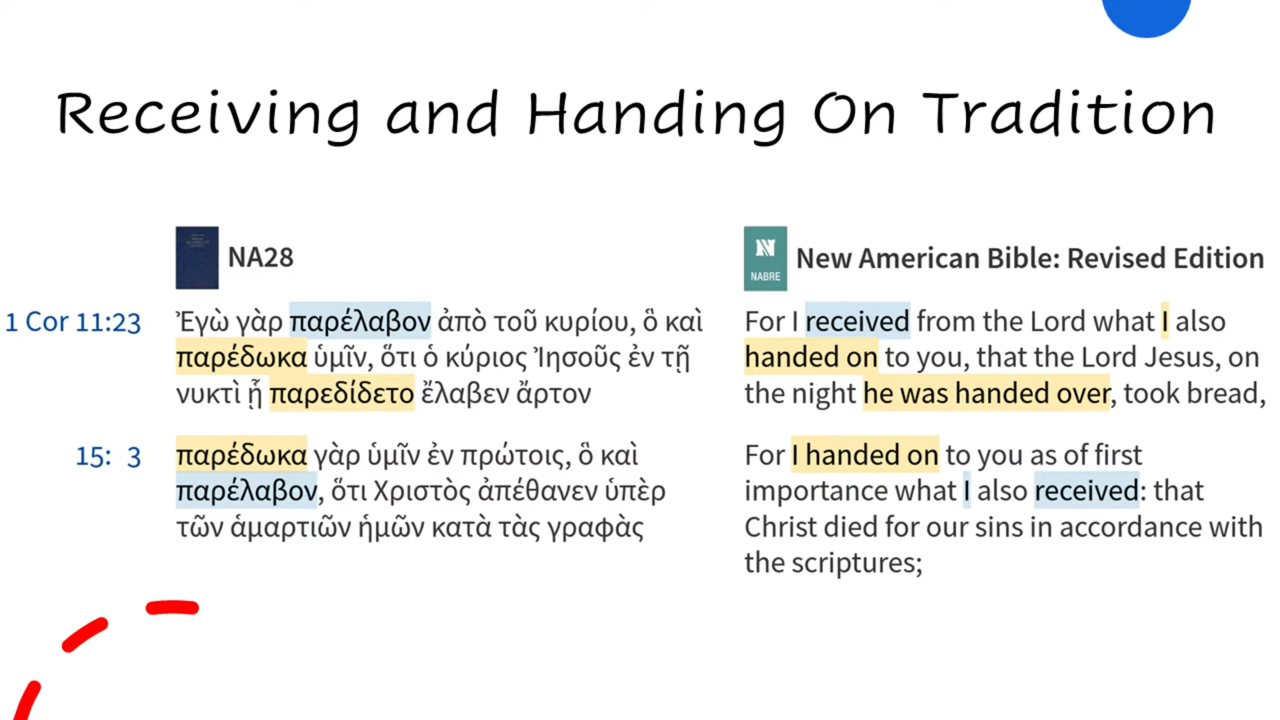 Receiving and Handing On Tradition
NA28
1 Cor 11:23 Ἐγὼ γὰρ παρέλαβον ἀπὸ τοῦ κυρίου, ὃ καὶ
παρέδωκα ὑμῖν, ὅτι ὁ κύριος Ἰησοῦς ἐν τῇ
νυκτὶ ᾗ παρεδίδετο ἔλαβεν ἄρτον
15: 3 παρέδωκα γὰρ ὑμῖν ἐν πρώτοις, ὃ καὶ
παρέλαβον, ὅτι Χριστὸς ἀπέθανεν ὑπὲρ
τῶν ἁμαρτιῶν ἡμῶν κατὰ τὰς γραφὰς
NABRE
New American Bible: Revised Edition
For I received from the Lord what I also
handed on to you, that the Lord Jesus, on
the night he was handed over, took bread,
For I handed on to you as of first
importance what I also received: that
Christ died for our sins in accordance with
the scriptures;